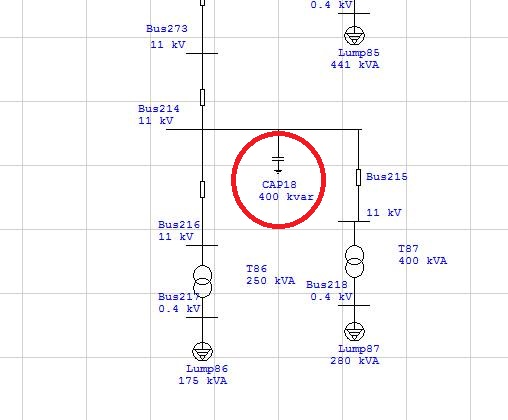 0.4 kV
Bus273
11 kV
Lump85
441 kVA
Bus214
11 kV
CAP18
400 kvar
Bus215
11 kV
Bus216
11 kV
T86
250 kVA
T87
400 kVA
Bus217
0.4 kV
Bus218
0.4 kV
Lump86
175 kVA
Lump87
280 kVA